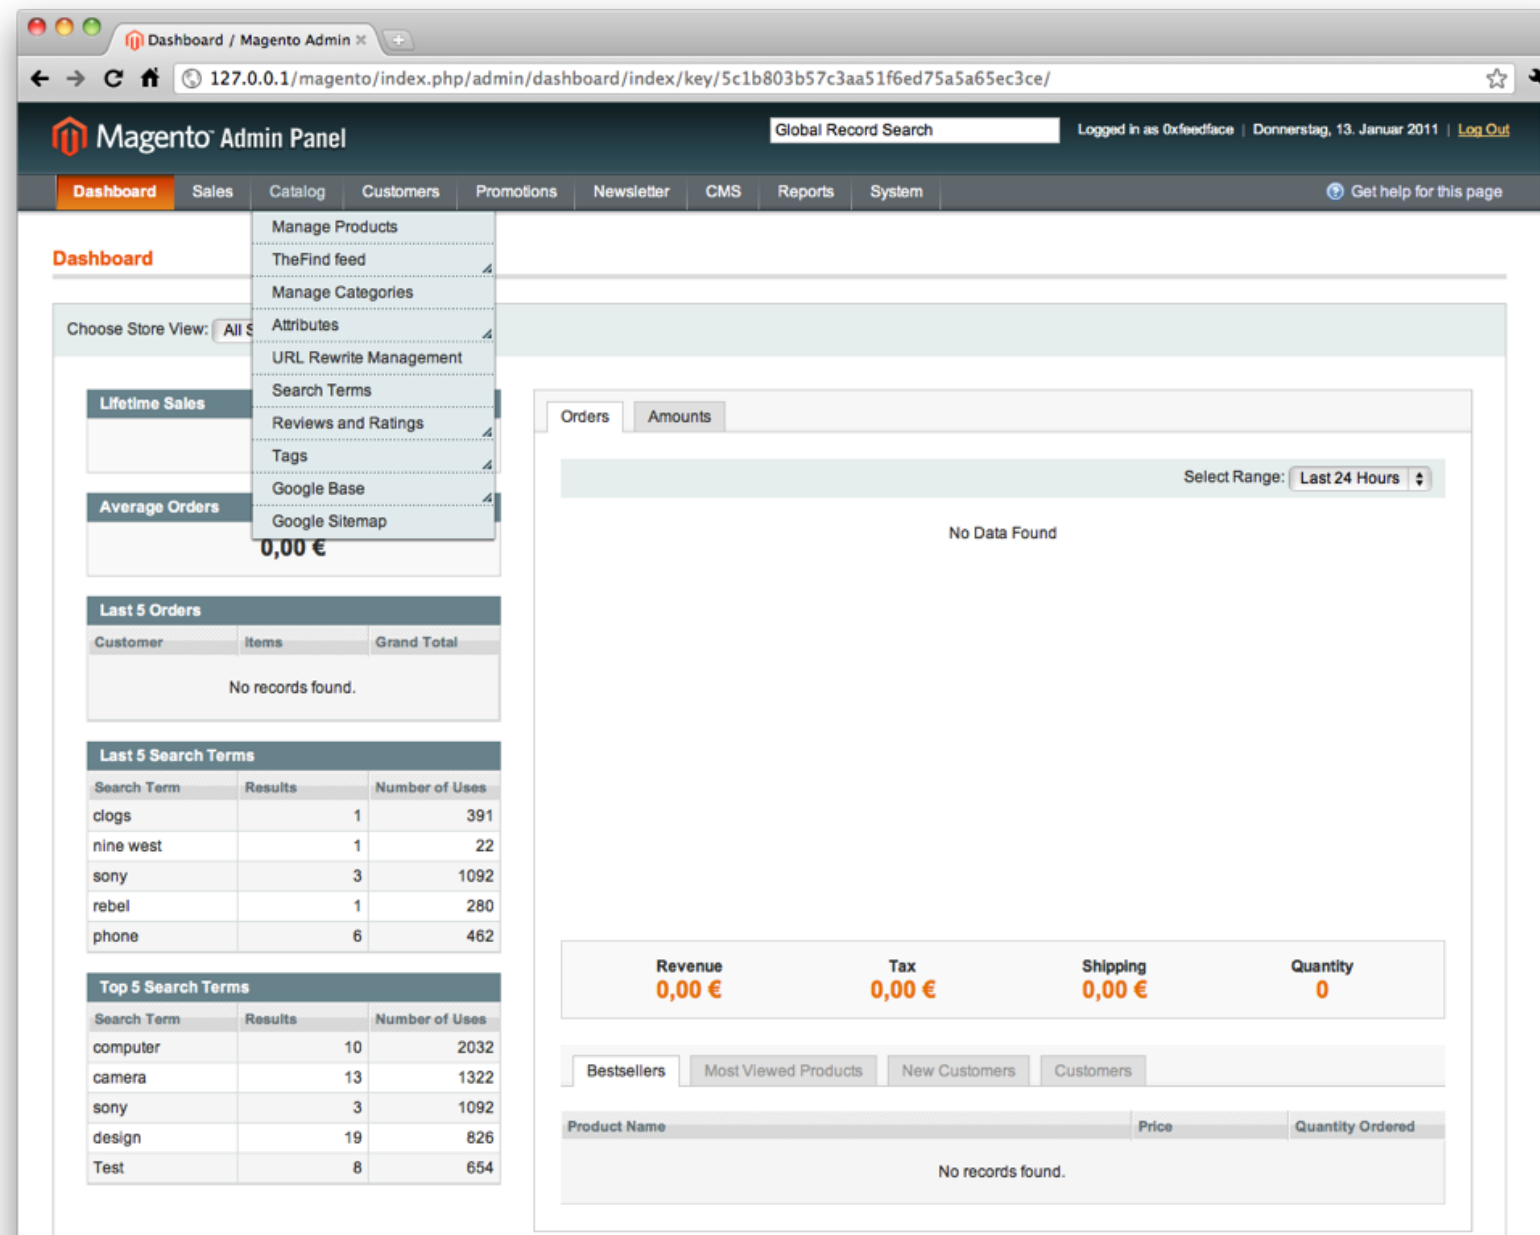 Dashboard / Magento Admin
127.0.0.1/magento/index.php/admin/dashboard/index/key/5c1b803b57c3aa51f6ed75a5a65ec3ce/
Magento Admin Panel
Global Record Search
Logged in as 0xfeedface | Donnerstag, 13. Januar 2011 | Log Out
Dashboard Sales Catalog Customers Promotions Newsletter CMS Reports System
Get help for this page
Manage Products
TheFind feed
Manage Categories
Attributes
URL Rewrite Management
Search Terms
Reviews and Ratings
Tags
Google Base
Google Sitemap
Dashboard
Choose Store View: All
Lifetime Sales
Average Orders
0,00 €
Last 5 Orders
Customer Items Grand Total
No records found.
Last 5 Search Terms
Search Term Results Number of Uses
clogs 1 391
nine west 1 22
sony 3 1092
rebel 1 280
phone 6 462
Top 5 Search Terms
Search Term Results Number of Uses
computer 10 2032
camera 13 1322
sony 3 1092
design 19 826
Test 8 654
Orders Amounts
Select Range: Last 24 Hours
No Data Found
Revenue Tax Shipping Quantity
0,00 € 0,00 € 0,00 € 0
Bestsellers Most Viewed Products New Customers Customers
Product Name Price Quantity Ordered
No records found.